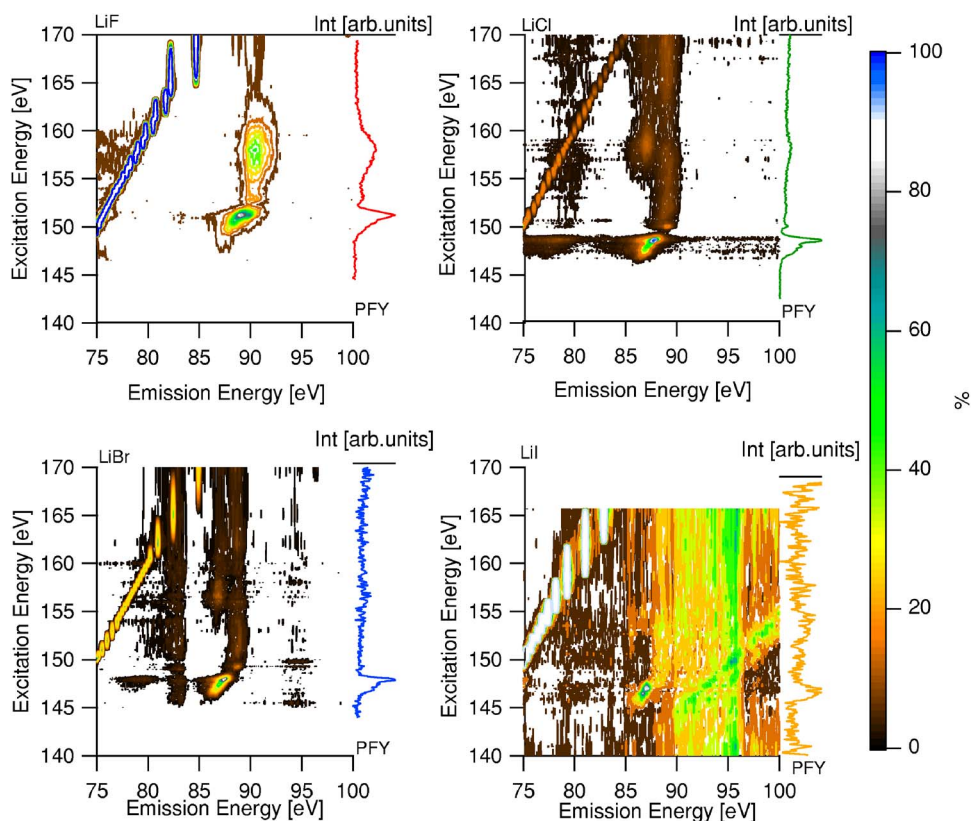 LiF
Int [arb.units]
170
165
160
155
150
145
140
Excitation Energy [eV]
PFY
75 80 85 90 95 100
Emission Energy [eV]
LiCl
Int [arb.units]
170
165
160
155
150
145
140
Excitation Energy [eV]
PFY
75 80 85 90 95 100
Emission Energy [eV]
LiBr
Int [arb.units]
170
165
160
155
150
145
140
Excitation Energy [eV]
PFY
75 80 85 90 95 100
Emission Energy [eV]
LiI
Int [arb.units]
170
165
160
155
150
145
140
Excitation Energy [eV]
PFY
75 80 85 90 95 100
Emission Energy [eV]
100
80
60
40
20
0
%